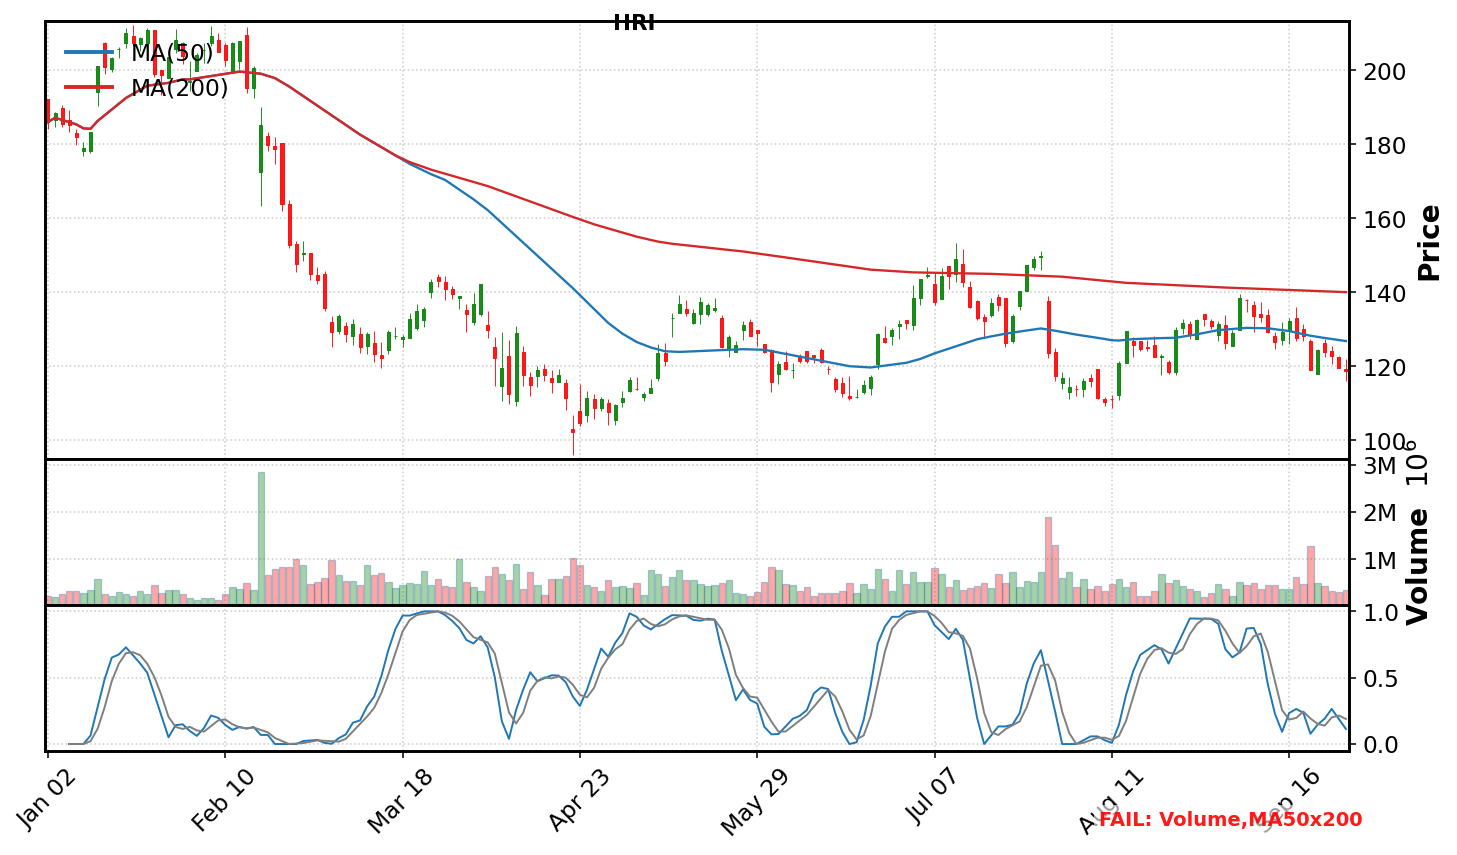 HRI
MA(50)
MA(200)
200
180
160
140
120
100
Price
3M
2M
1M
Volume 10^6
1.0
0.5
0.0
Jan 02
Feb 10
Mar 18
Apr 23
May 29
Jul 07
Aug 11
Sep 16
FAIL: Volume,MA50x200